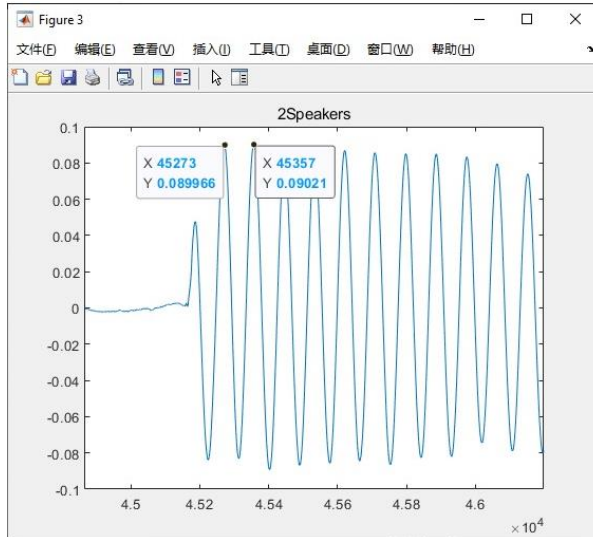 Figure 3
文件(F) 编辑(E) 查看(V) 插入(I) 工具(T) 桌面(D) 窗口(W) 帮助(H)
2Speakers
0.1
0.08
0.06
0.04
0.02
0
-0.02
-0.04
-0.06
-0.08
-0.1
X 45273
Y 0.089966
X 45357
Y 0.09021
4.5 4.52 4.54 4.56 4.58 4.6
× 10⁴